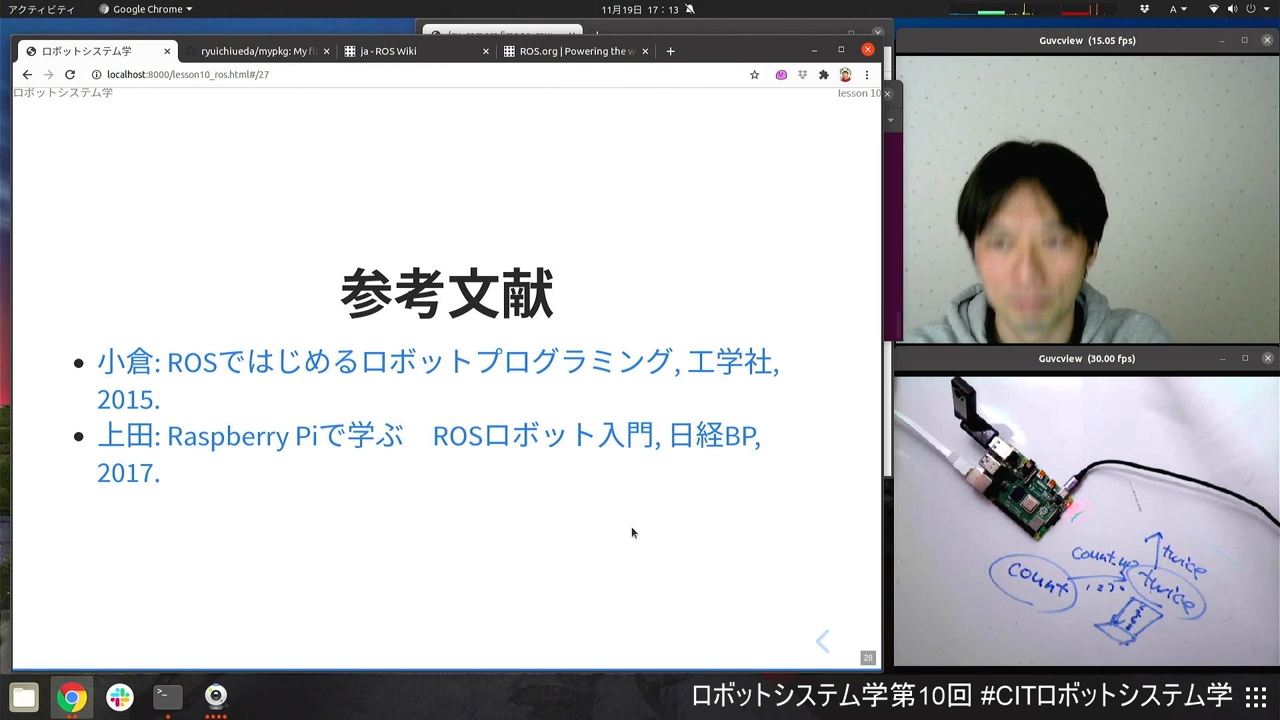 アクティビティ
Google Chrome
11月19日 17:13
A
ロボットシステム学
ryuichiueda/mypkg: My fi
ja - ROS Wiki
ROS.org | Powering the w
localhost:8000/lesson10_ros.html#/27
ロボットシステム学
lesson 10
参考文献
小倉: ROSではじめるロボットプログラミング, 工学社,
2015.
上田: Raspberry Piで学ぶ　ROSロボット入門, 日経BP,
2017.
28
Guvcview (15.05 fps)
Guvcview (30.00 fps)
count
twice
twice
ロボットシステム学第10回 #CITロボットシステム学